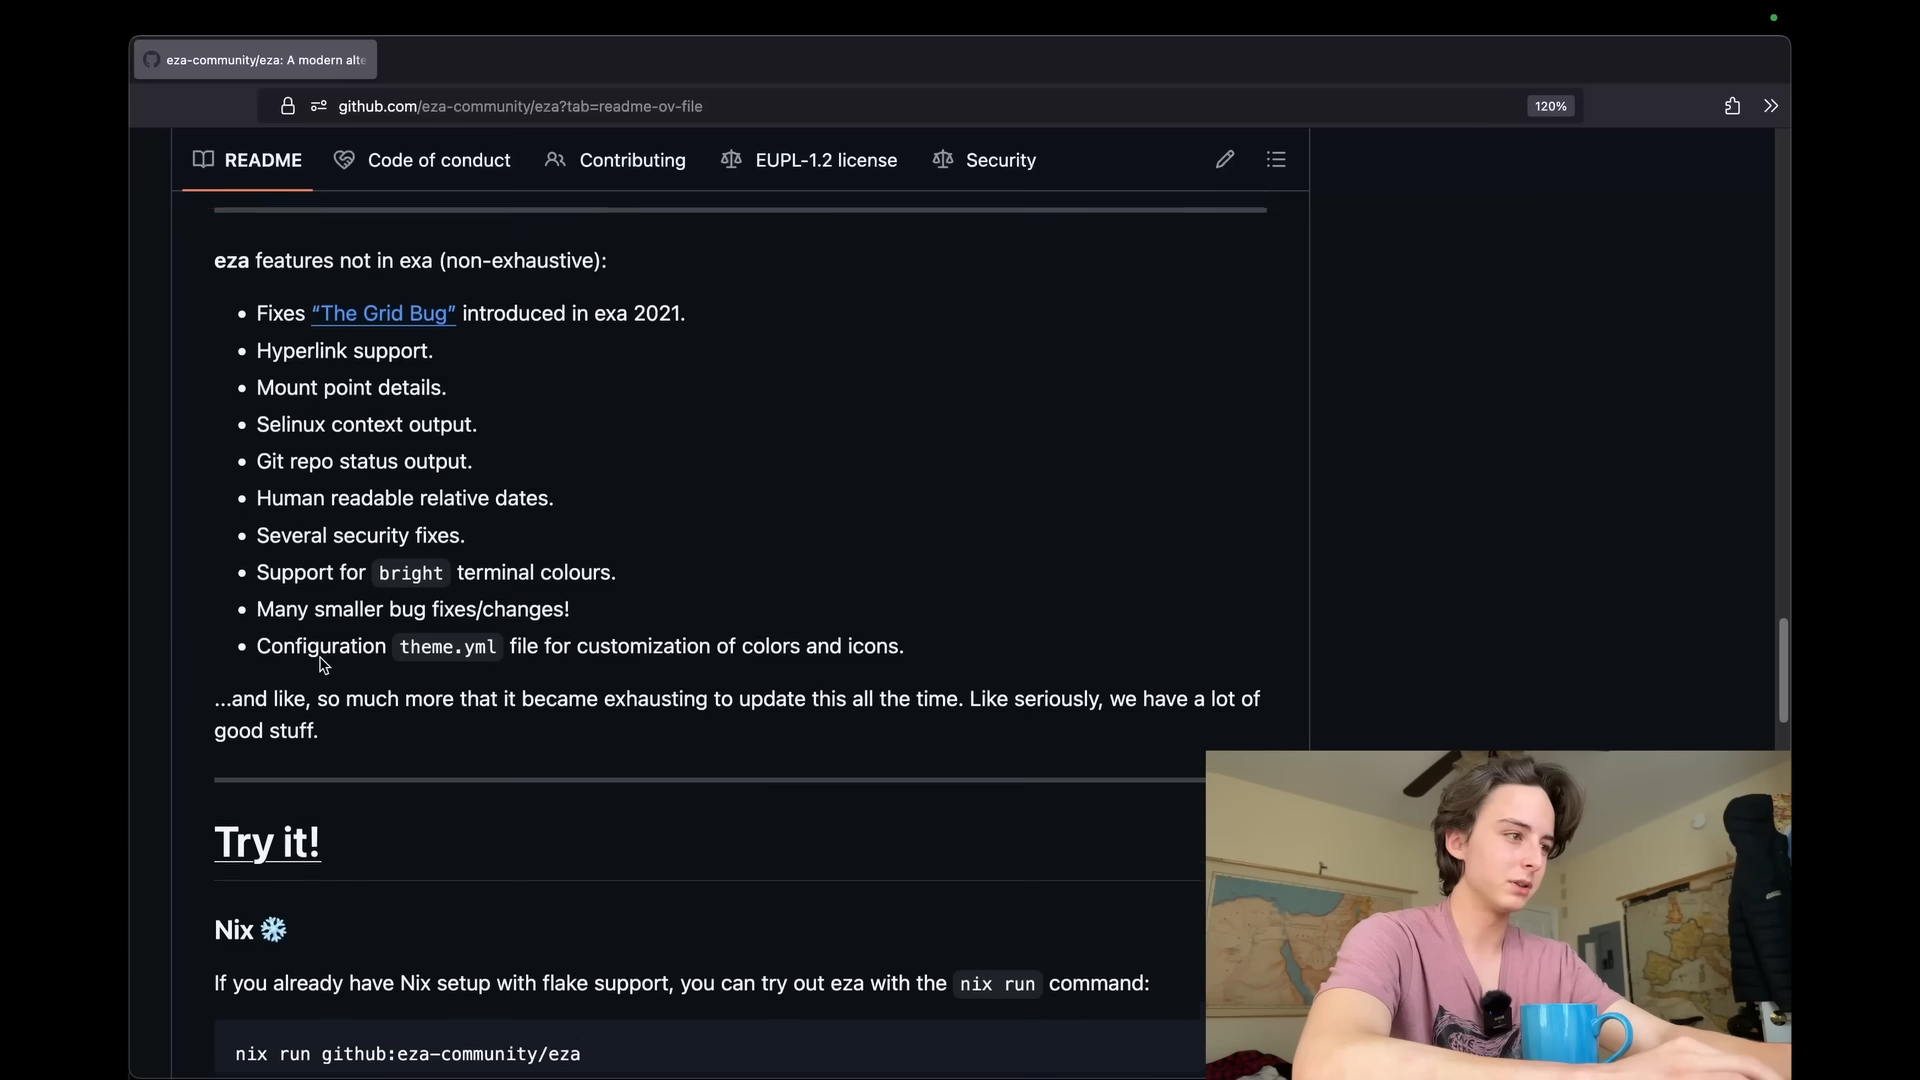 eza-community/eza: A modern alte
github.com/eza-community/eza?tab=readme-ov-file
120%
README
Code of conduct
Contributing
EUPL-1.2 license
Security
eza features not in exa (non-exhaustive):
Fixes “The Grid Bug” introduced in exa 2021.
Hyperlink support.
Mount point details.
Selinux context output.
Git repo status output.
Human readable relative dates.
Several security fixes.
Support for bright terminal colours.
Many smaller bug fixes/changes!
Configuration theme.yml file for customization of colors and icons.
...and like, so much more that it became exhausting to update this all the time. Like seriously, we have a lot of
good stuff.
Try it!
Nix ❄️
If you already have Nix setup with flake support, you can try out eza with the nix run command:
nix run github:eza-community/eza